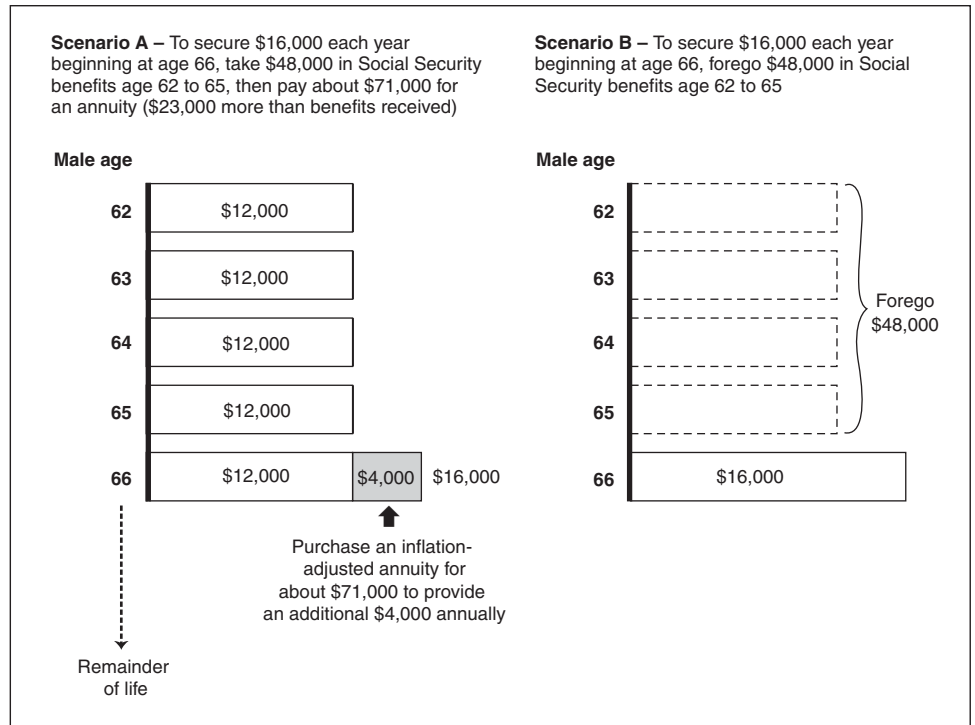 Scenario A – To secure $16,000 each year
beginning at age 66, take $48,000 in Social Security
benefits age 62 to 65, then pay about $71,000 for
an annuity ($23,000 more than benefits received)
Male age
62 $12,000
63 $12,000
64 $12,000
65 $12,000
66 $12,000 $4,000 $16,000
Purchase an inflation-
adjusted annuity for
about $71,000 to provide
an additional $4,000 annually
Remainder
of life
Scenario B – To secure $16,000 each year
beginning at age 66, forego $48,000 in Social
Security benefits age 62 to 65
Male age
62
63
64
65
Forego
$48,000
66 $16,000